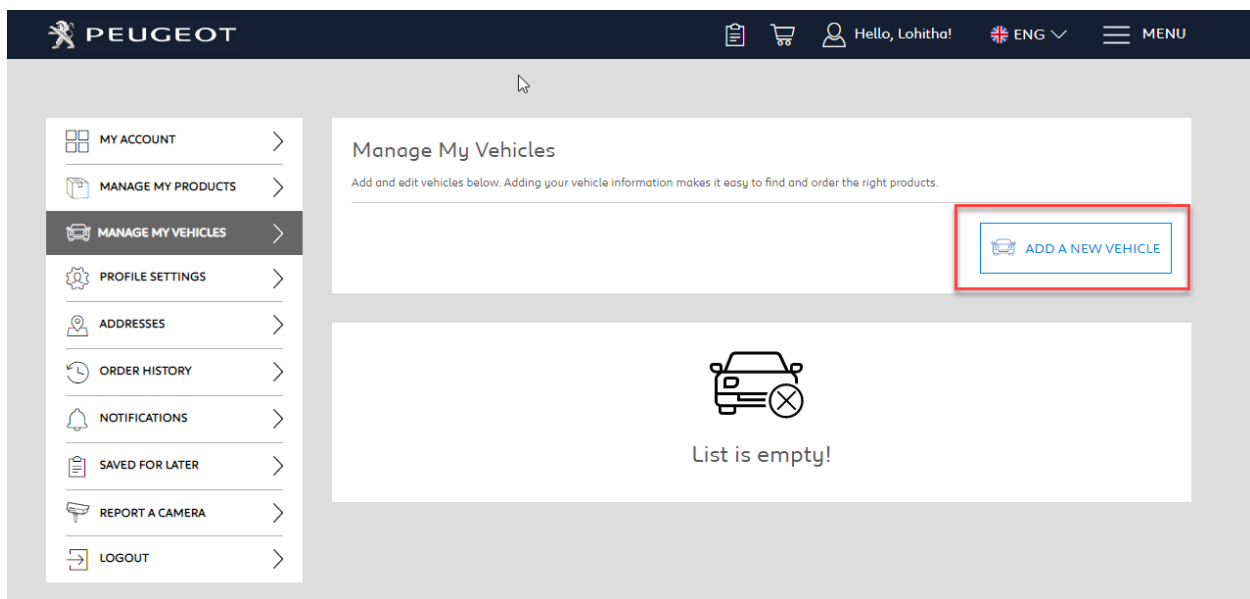 PEUGEOT
Hello, Lohitha!
ENG
MENU
MY ACCOUNT
MANAGE MY PRODUCTS
MANAGE MY VEHICLES
PROFILE SETTINGS
ADDRESSES
ORDER HISTORY
NOTIFICATIONS
SAVED FOR LATER
REPORT A CAMERA
LOGOUT
Manage My Vehicles
Add and edit vehicles below. Adding your vehicle information makes it easy to find and order the right products.
ADD A NEW VEHICLE
List is empty!